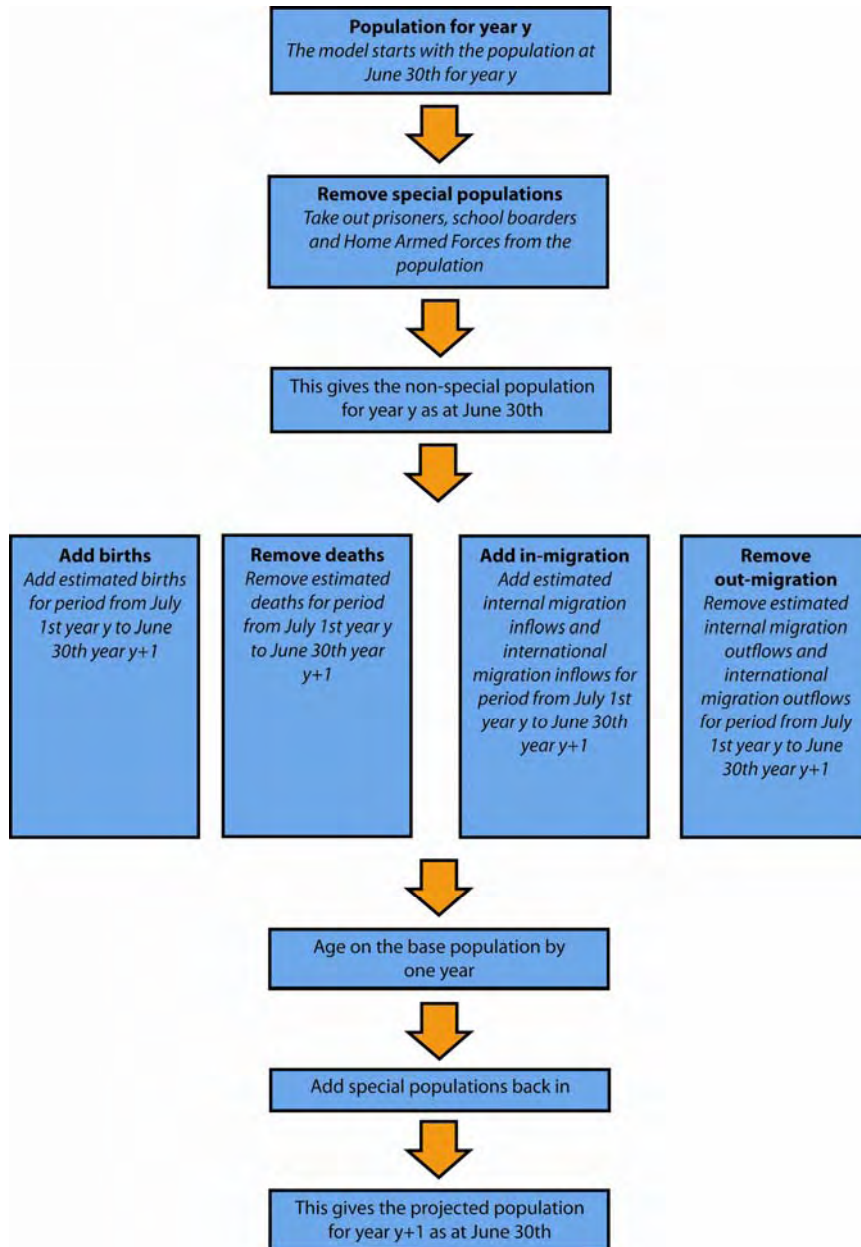 Population for year y
The model starts with the population at
June 30th for year y
Remove special populations
Take out prisoners, school boarders
and Home Armed Forces from the
population
This gives the non-special population
for year y as at June 30th
Add births
Add estimated births
for period from July
1st year y to June
30th year y+1
Remove deaths
Remove estimated
deaths for period
from July 1st year y
to June 30th year
y+1
Add in-migration
Add estimated
internal migration
inflows and
international
migration inflows for
period from July 1st
year y to June 30th
year y+1
Remove
out-migration
Remove estimated
internal migration
outflows and
international
migration outflows
for period from July
1st year y to June
30th year y+1
Age on the base population by
one year
Add special populations back in
This gives the projected population
for year y+1 as at June 30th